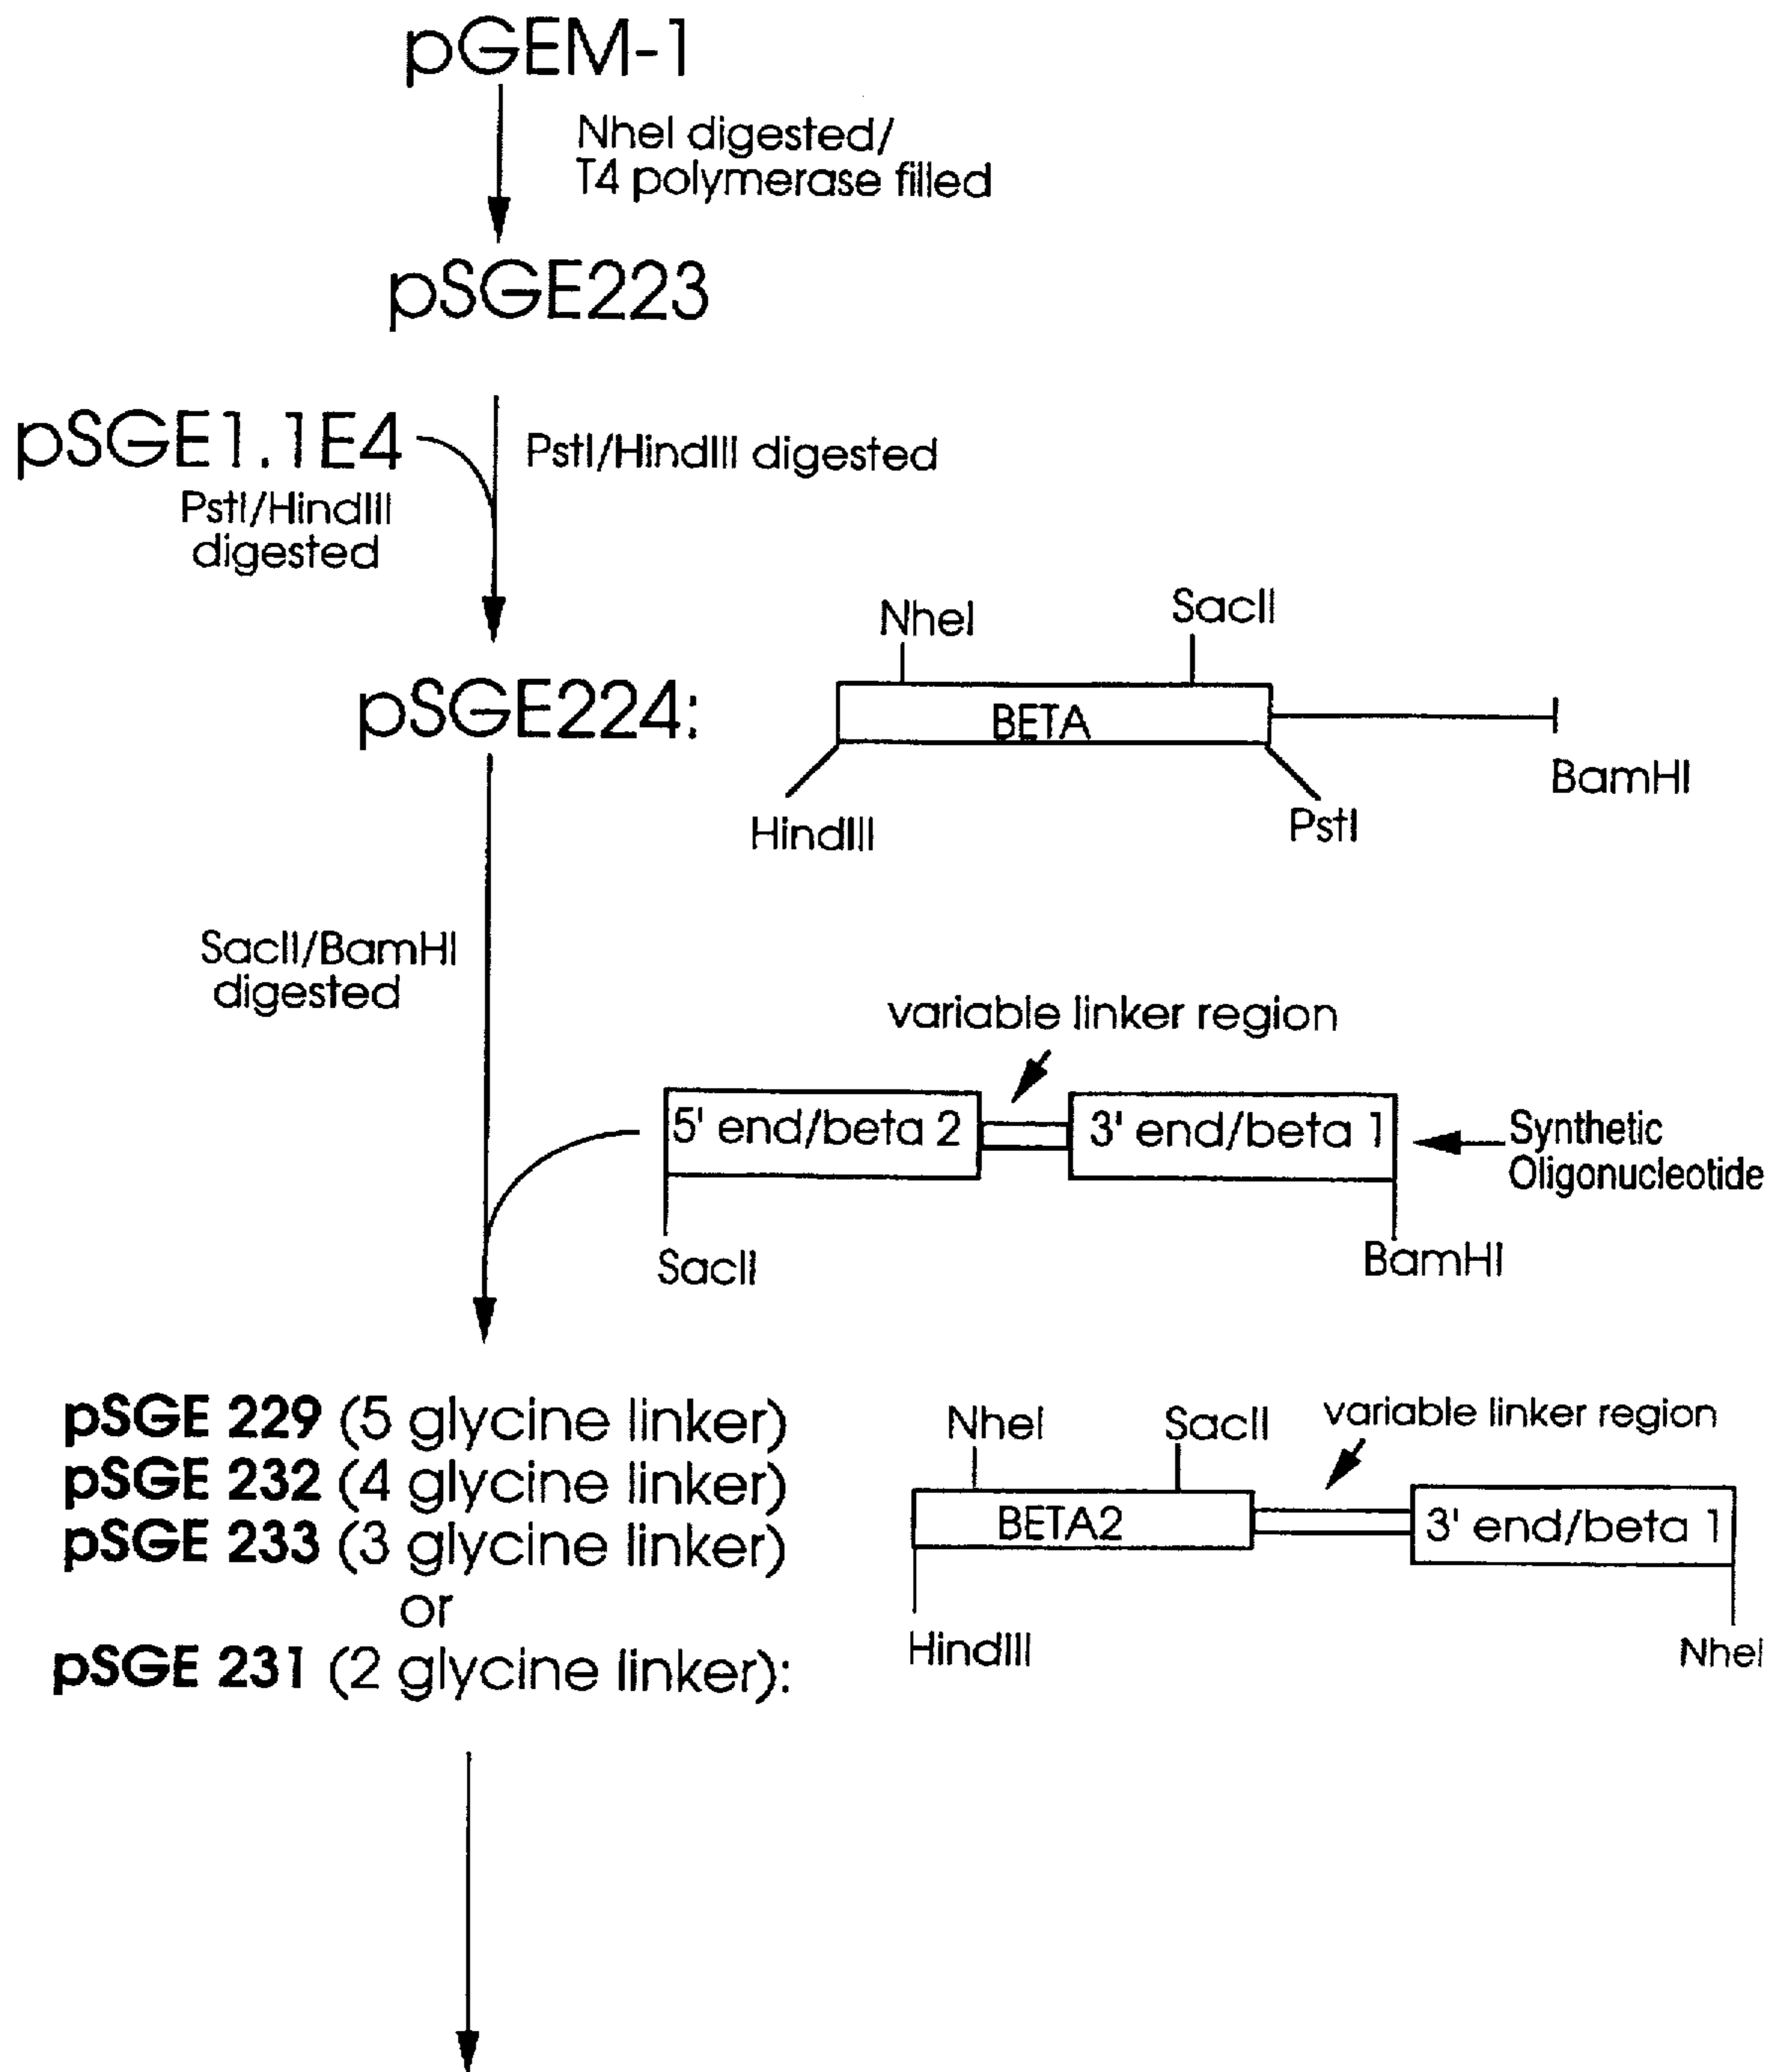 pGEM-1
NheI digested/
T4 polymerase filled
pSGE223
pSGE1.1E4
PstI/HindIII
digested
PstI/HindIII digested
pSGE224:
NheI
SacII
BETA
HindIII
PstI
BamHI
SacII/BamHI
digested
variable linker region
5' end/beta 2
3' end/beta 1
Synthetic
Oligonucleotide
SacII
BamHI
pSGE 229 (5 glycine linker)
pSGE 232 (4 glycine linker)
pSGE 233 (3 glycine linker)
or
pSGE 231 (2 glycine linker):
NheI
SacII
variable linker region
BETA2
3' end/beta 1
HindIII
NheI